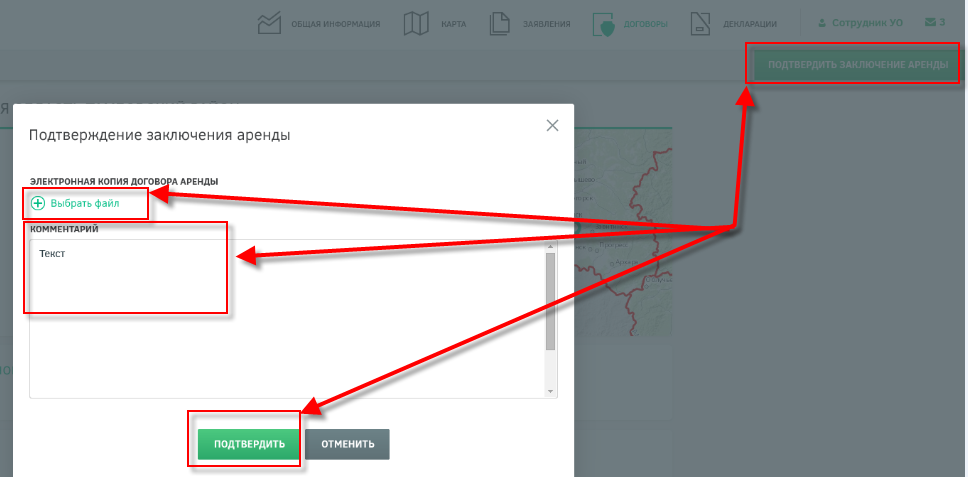 ОБЩАЯ ИНФОРМАЦИЯ КАРТА ЗАЯВЛЕНИЯ ДОГОВОРЫ ДЕКЛАРАЦИИ Сотрудник УО 3
ПОДТВЕРДИТЬ ЗАКЛЮЧЕНИЕ АРЕНДЫ
Подтверждение заключения аренды
ЭЛЕКТРОННАЯ КОПИЯ ДОГОВОРА АРЕНДЫ
Выбрать файл
КОММЕНТАРИЙ
Текст
ПОДТВЕРДИТЬ ОТМЕНИТЬ